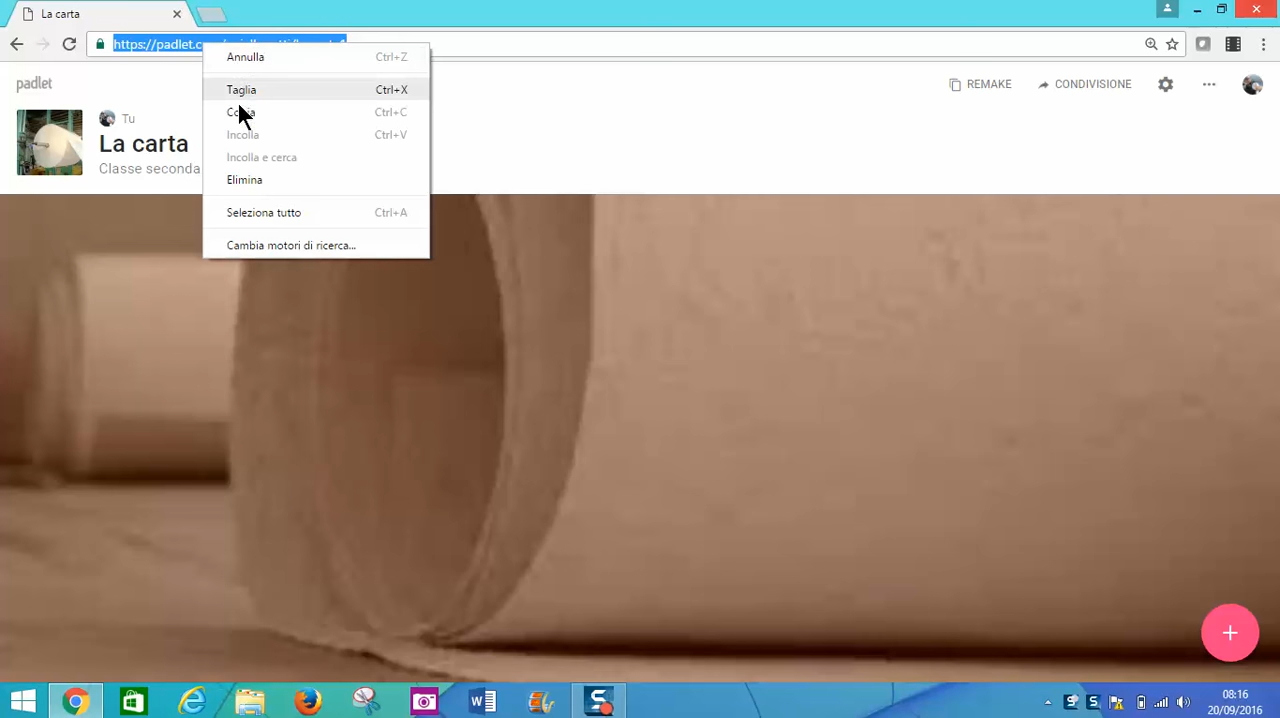 La carta
https://padlet.c
Annulla Ctrl+Z
Taglia Ctrl+X
Ctrl+C
Incolla Ctrl+V
Incolla e cerca
Elimina
Seleziona tutto Ctrl+A
Cambia motori di ricerca...
padlet
REMAKE CONDIVISIONE
Tu
La carta
Classe seconda
08:16
20/09/2016